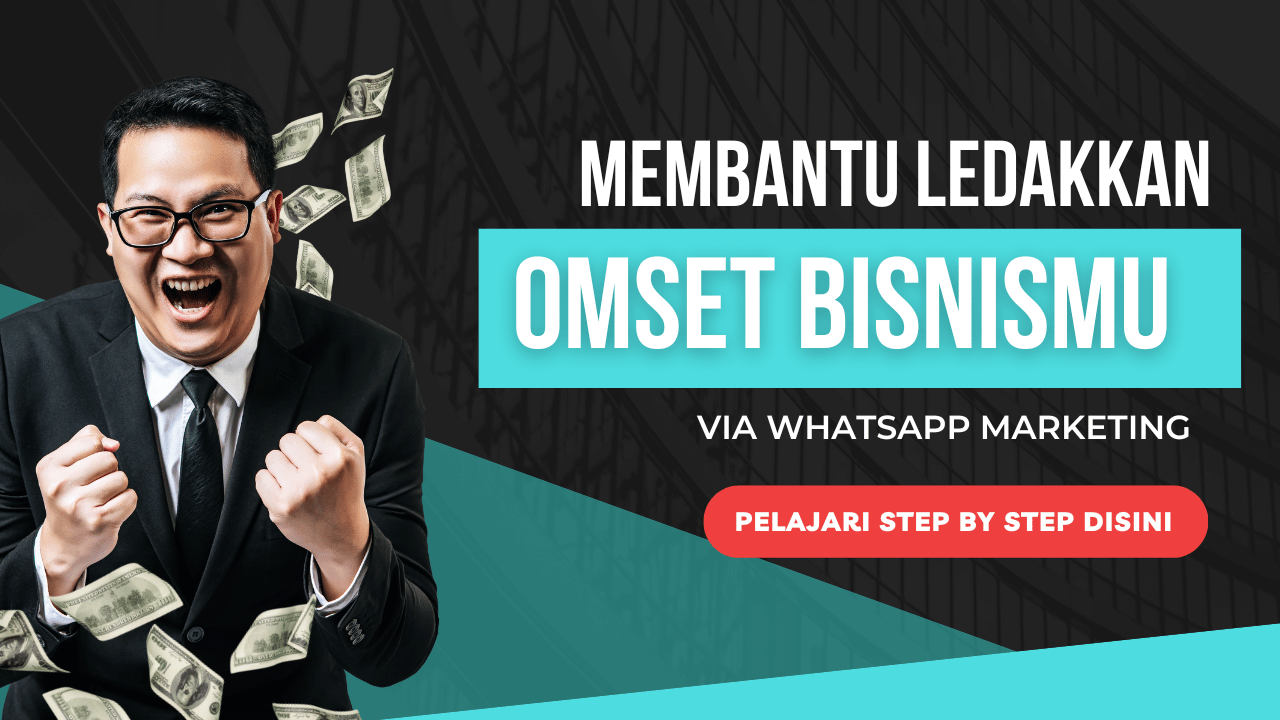 MEMBANTU LEDAKKAN
OMSET BISNISMU
VIA WHATSAPP MARKETING
PELAJARI STEP BY STEP DISINI